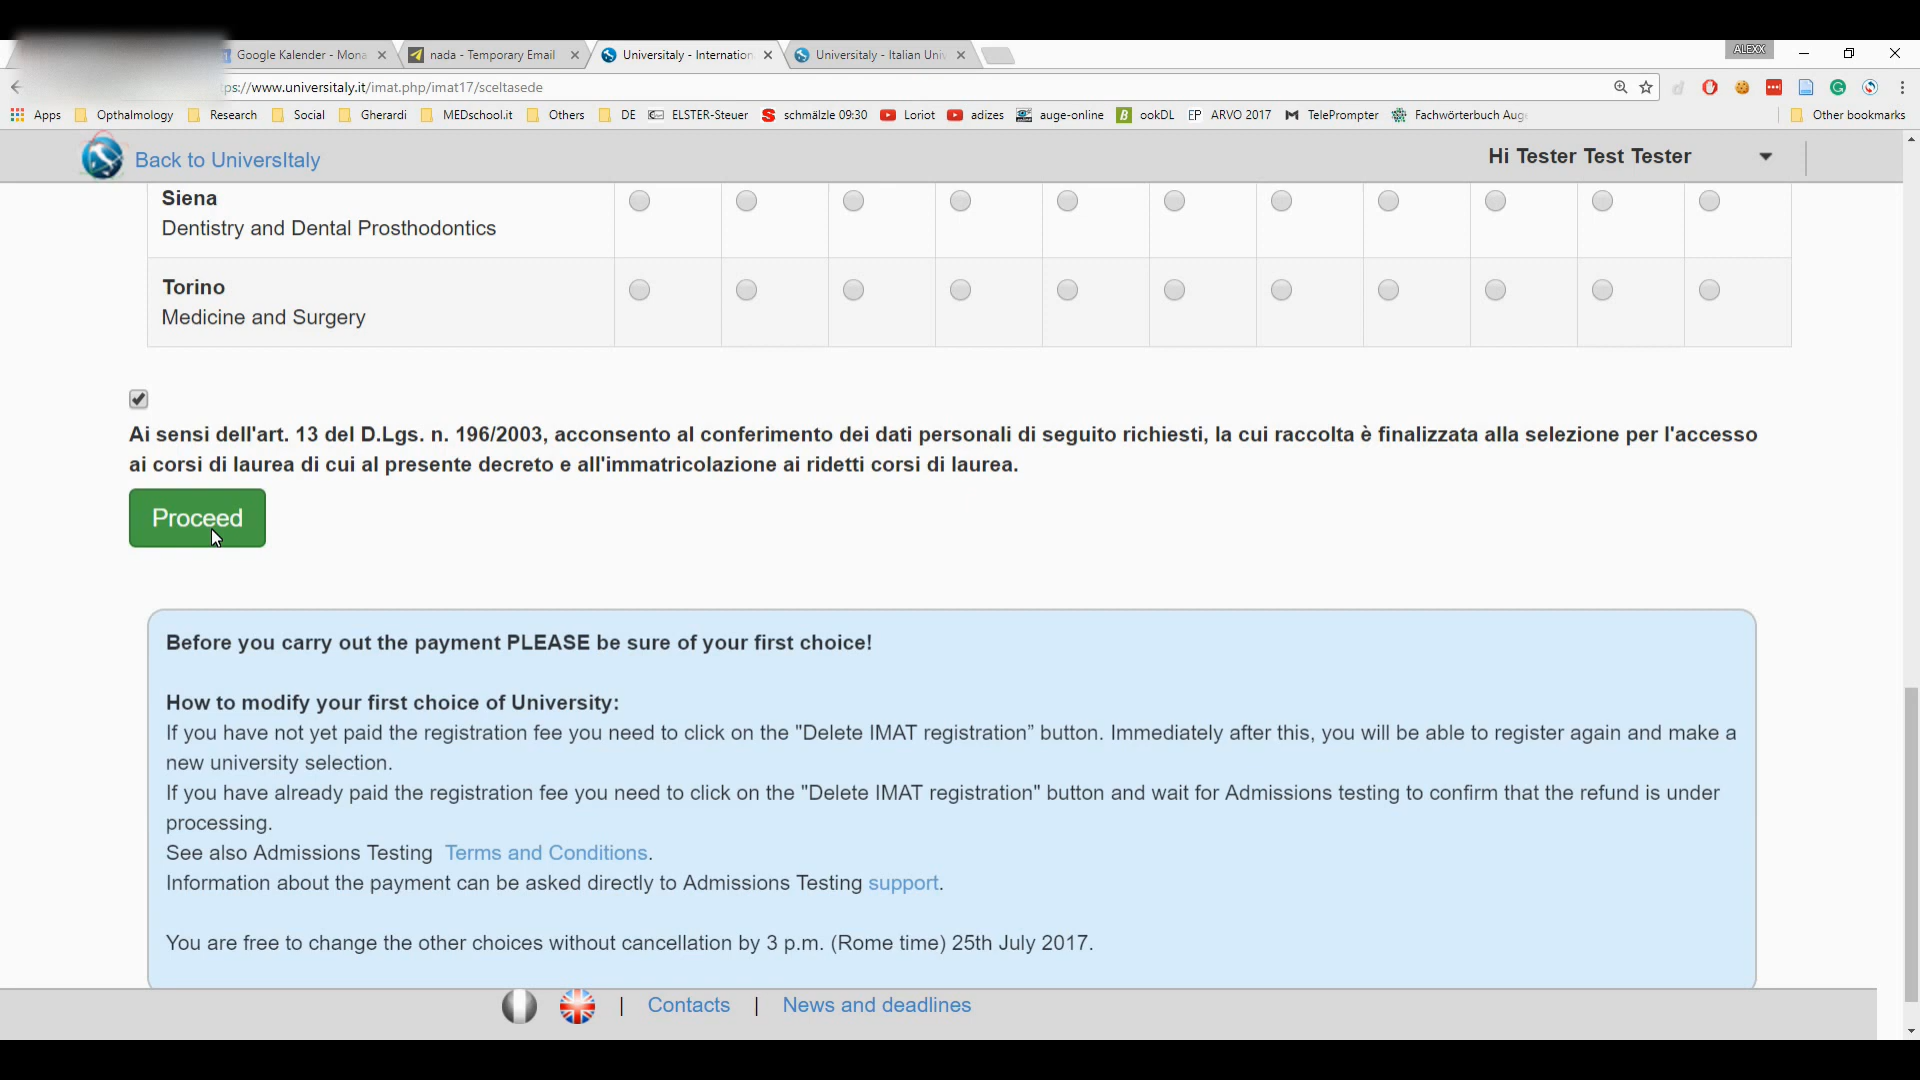 ALEXX
Google Kalender - Mona
nada - Temporary Email
Universitaly - Internation
Universitaly - Italian Univ
ps://www.universitaly.it/imat.php/imat17/sceltasede
Apps Opthalmology Research Social Gherardi MEDschool.it Others DE ELSTER-Steuer schmälzle 09:30 Loriot adizes auge-online B ookDL EP ARVO 2017 TelePrompter Fachwörterbuch Auge Other bookmarks
Back to UniversItaly
Hi Tester Test Tester
Siena
Dentistry and Dental Prosthodontics
Torino
Medicine and Surgery
Ai sensi dell'art. 13 del D.Lgs. n. 196/2003, acconsento al conferimento dei dati personali di seguito richiesti, la cui raccolta è finalizzata alla selezione per l'accesso
ai corsi di laurea di cui al presente decreto e all'immatricolazione ai ridetti corsi di laurea.
Proceed
Before you carry out the payment PLEASE be sure of your first choice!
How to modify your first choice of University:
If you have not yet paid the registration fee you need to click on the "Delete IMAT registration” button. Immediately after this, you will be able to register again and make a
new university selection.
If you have already paid the registration fee you need to click on the "Delete IMAT registration" button and wait for Admissions testing to confirm that the refund is under
processing.
See also Admissions Testing Terms and Conditions.
Information about the payment can be asked directly to Admissions Testing support.
You are free to change the other choices without cancellation by 3 p.m. (Rome time) 25th July 2017.
| Contacts | News and deadlines